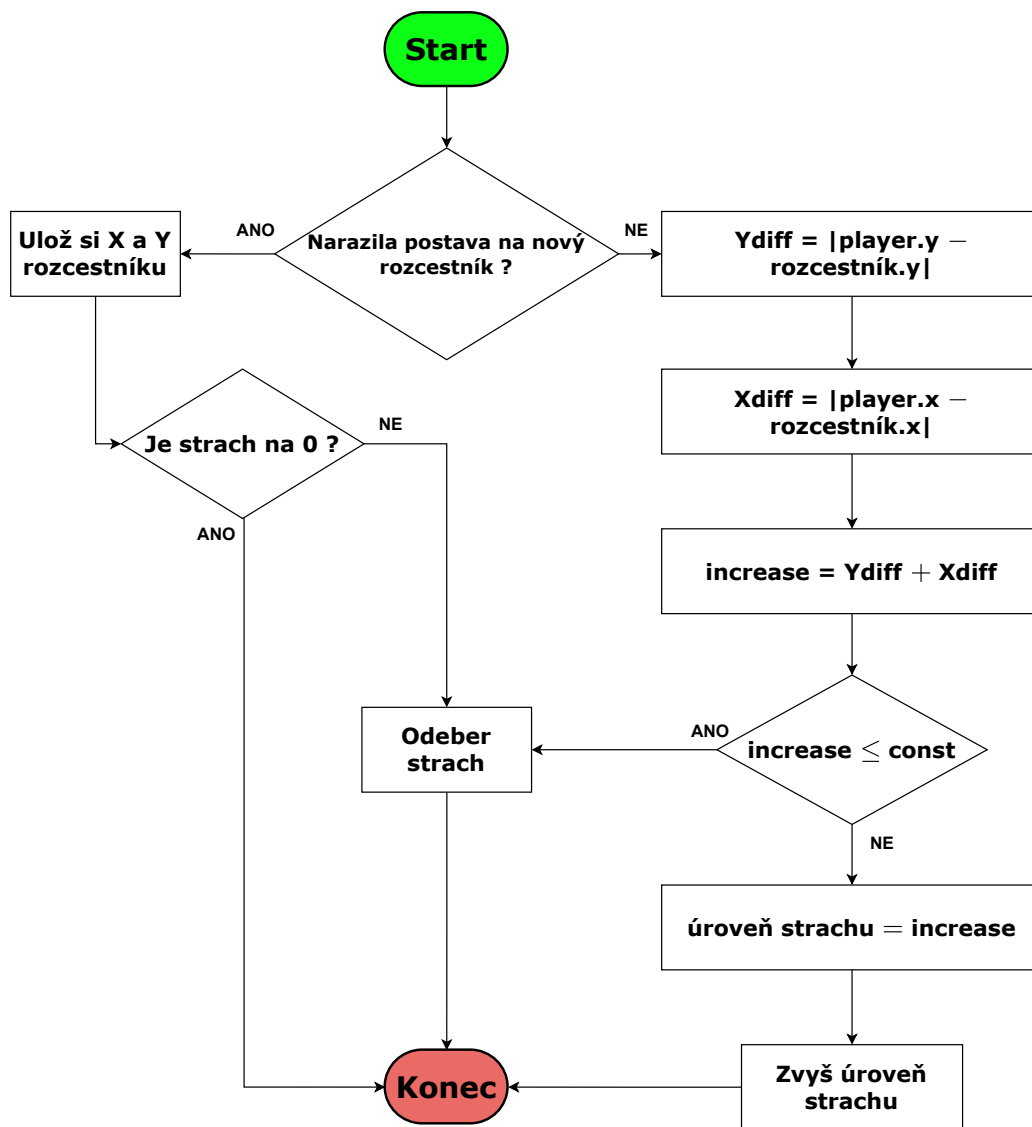 Start
Narazila postava na nový
rozcestník ?
ANO
NE
Ulož si X a Y
rozcestníku
Ydiff = |player.y −
rozcestník.y|
Xdiff = |player.x −
rozcestník.x|
Je strach na 0 ?
NE
ANO
increase = Ydiff + Xdiff
Odeber
strach
ANO
increase ≤ const
NE
úroveň strachu = increase
Konec
Zvyš úroveň
strachu